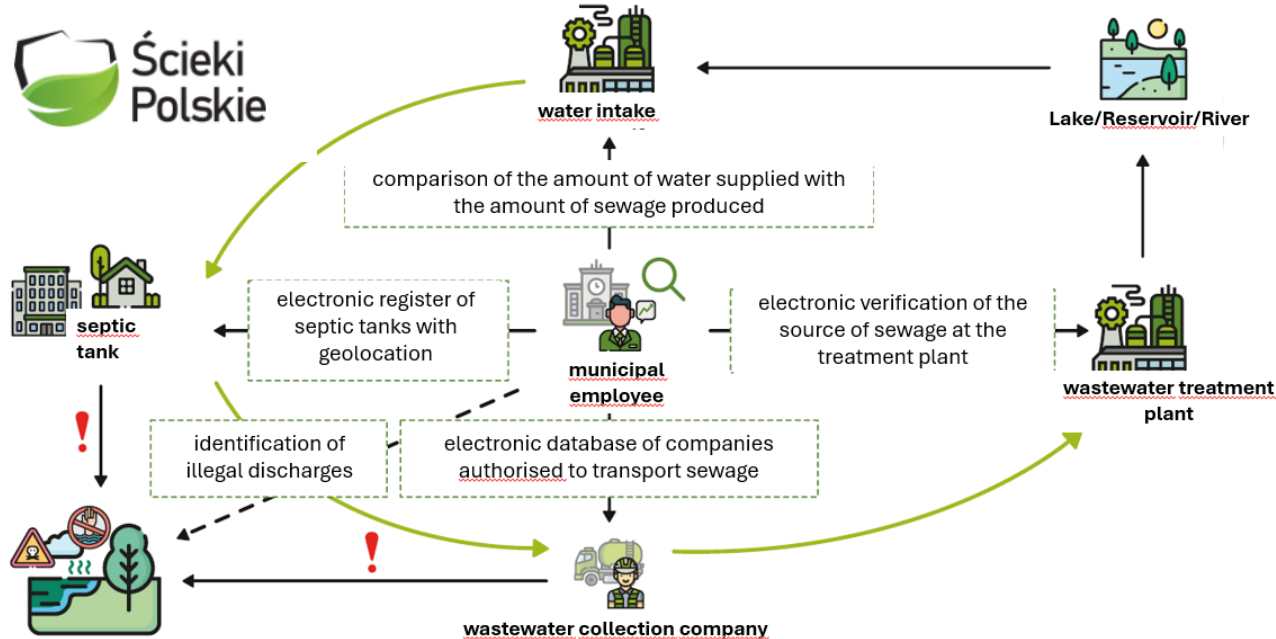 Ścieki
Polskie
water intake
Lake/Reservoir/River
comparison of the amount of water supplied with
the amount of sewage produced
septic
tank
electronic register of
septic tanks with
geolocation
municipal
employee
electronic verification of the
source of sewage at the
treatment plant
wastewater treatment
plant
!
identification of
illegal discharges
electronic database of companies
authorised to transport sewage
!
wastewater collection company